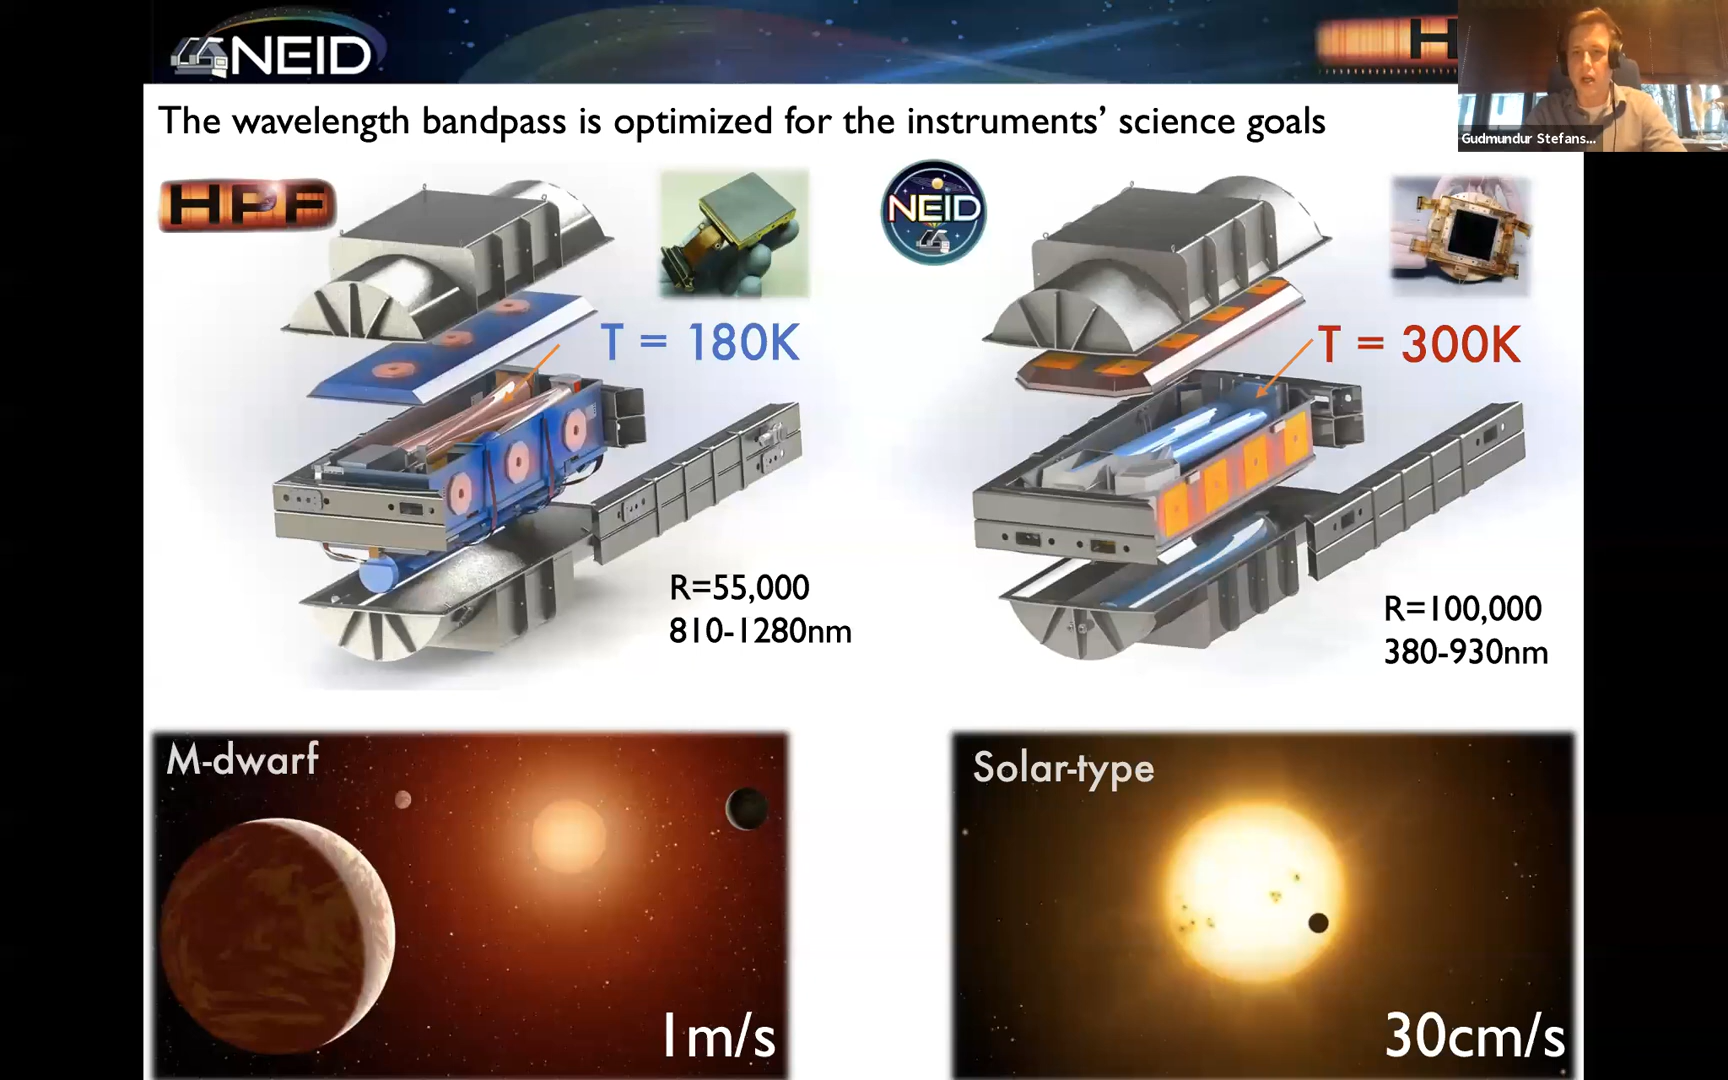 NEID
H
Gudmundur Stefans...
The wavelength bandpass is optimized for the instruments' science goals
HPF
NEID
T = 180K
T = 300K
R=55,000
810-1280nm
R=100,000
380-930nm
M-dwarf
Solar-type
1m/s
30cm/s